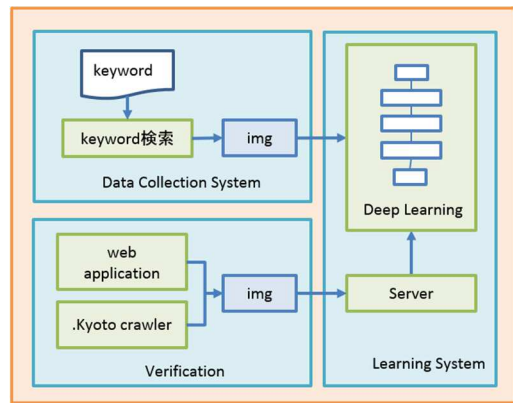 keyword
keyword検索
img
Data Collection System
Deep Learning
web
application
.Kyoto crawler
img
Verification
Server
Learning System